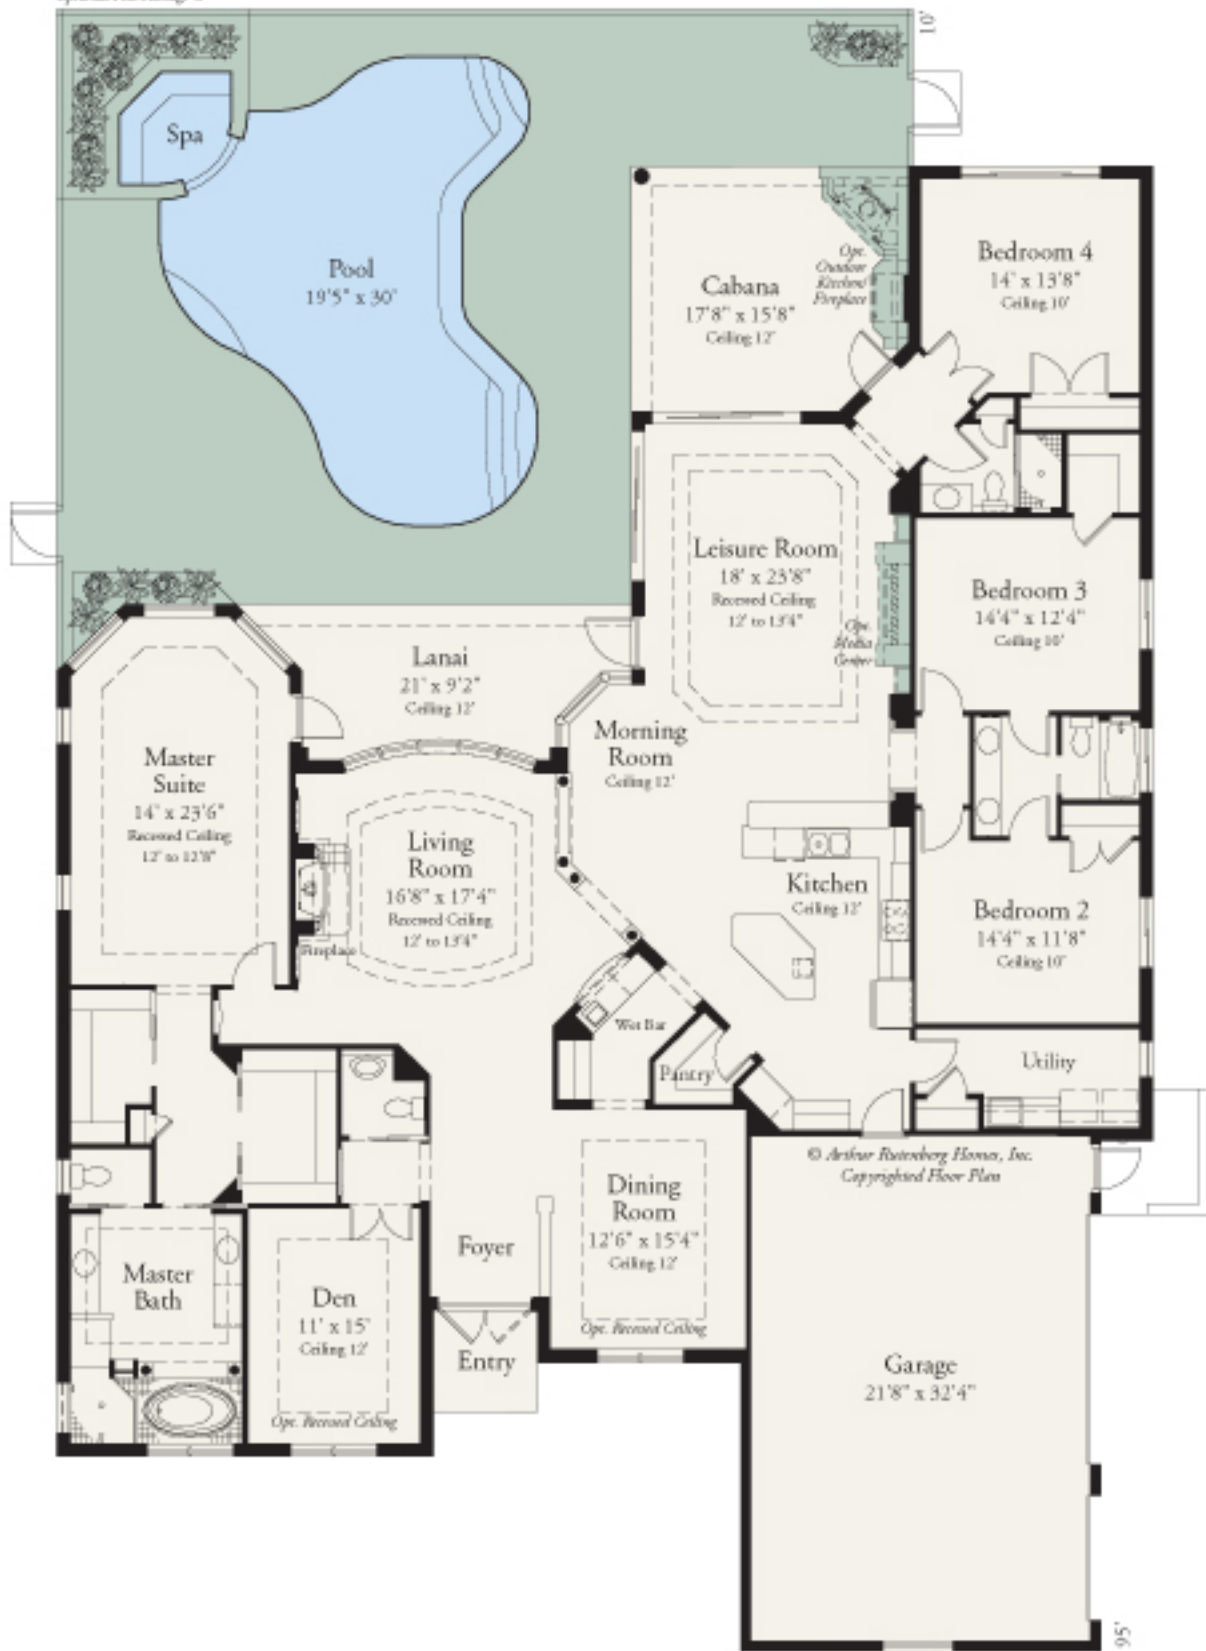 10'
Spa
Pool
19'5" x 30'
Cabana
17'8" x 15'8"
Ceiling 12'
Opt.
Outdoor
Kitchen/
Fireplace
Bedroom 4
14' x 13'8"
Ceiling 10'
Leisure Room
18' x 23'8"
Recessed Ceiling
12' to 13'4"
Opt.
Media
Center
Bedroom 3
14'4" x 12'4"
Ceiling 10'
Lanai
21' x 9'2"
Ceiling 12'
Morning
Room
Ceiling 12'
Master
Suite
14' x 23'6"
Recessed Ceiling
12' to 12'8"
Living
Room
16'8" x 17'4"
Recessed Ceiling
12' to 13'4"
Fireplace
Kitchen
Ceiling 12'
Bedroom 2
14'4" x 11'8"
Ceiling 10'
Wet Bar
Pantry
Utility
© Arthur Rutenberg Homes, Inc.
Copyrighted Floor Plan
Dining
Room
12'6" x 15'4"
Ceiling 12'
Opt. Recessed Ceiling
Foyer
Entry
Master
Bath
Den
11' x 15'
Ceiling 12'
Opt. Recessed Ceiling
Garage
21'8" x 32'4"
95'